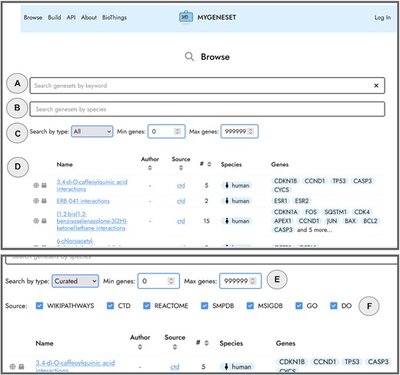 Browse Build API About BioThings MYGENESET Log In
Browse
A Search genesets by keyword ×
B Search genesets by species
C Search by type: All Min genes: 0 Max genes: 999999
D
Name Author Source # Species Genes
3,4-di-O-caffeoylquinic acid interactions - ctd 5 human CDKN1B CCND1 TP53 CASP3
CYCS
ERB 041 interactions - ctd 2 human ESR1 ESR2
[1,2-bis(1,2-
benzisoselenazolone-3(2H)-
ketone)]ethane interactions - ctd 15 human CDKN1A FOS SQSTM1 CDK4
APEX1 CCND1 JUN BAX BCL2
CASP3 and 5 more...
6-chloropacetyl-
Search genesets by species
Search by type: Curated Min genes: 0 Max genes: 999999 E
Source: WIKIPATHWAYS CTD REACTOME SMPDB MSIGDB GO DO F
Name Author Source # Species Genes
3,4-di-O-caffeoylquinic acid
interactions - ctd 5 human CDKN1B CCND1 TP53 CASP3
CYCS